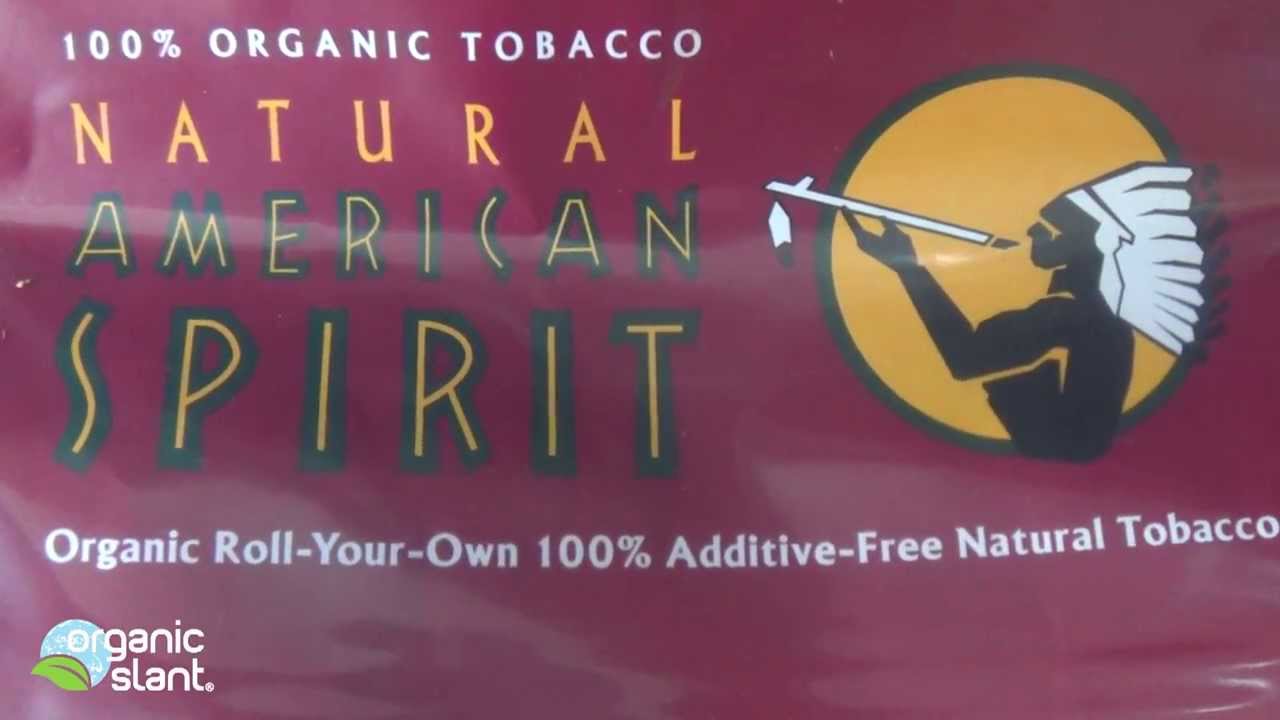 100% ORGANIC TOBACCO
NATURAL
AMERICAN
SPIRIT
Organic Roll-Your-Own 100% Additive-Free Natural Tobacco
organic
slant.®